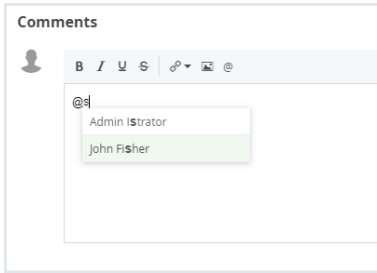 Comments
B I U S @
@s
Admin Istrator
John Fisher